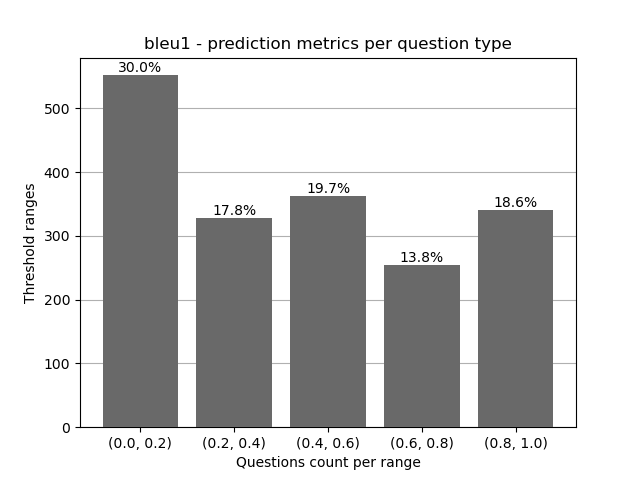 bleu1 - prediction metrics per question type
30.0%
17.8%
19.7%
13.8%
18.6%
500
400
300
200
100
0
Threshold ranges
(0.0, 0.2) (0.2, 0.4) (0.4, 0.6) (0.6, 0.8) (0.8, 1.0)
Questions count per range